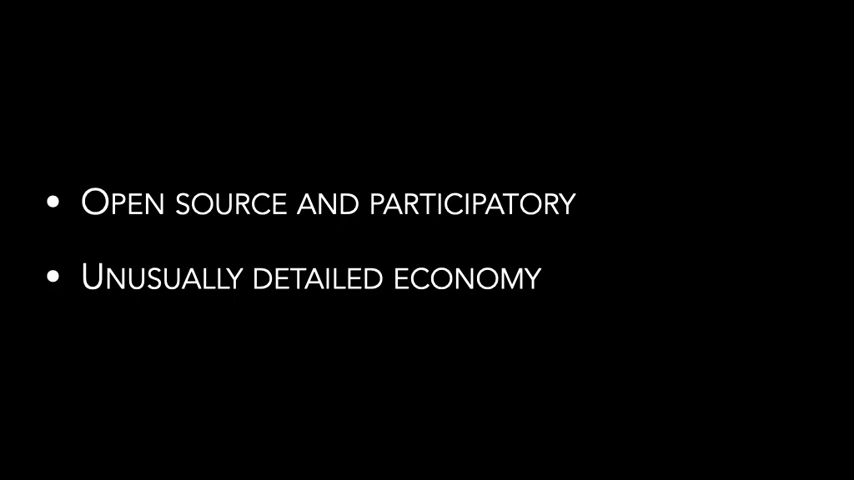 • Open source and participatory
• Unusually detailed economy